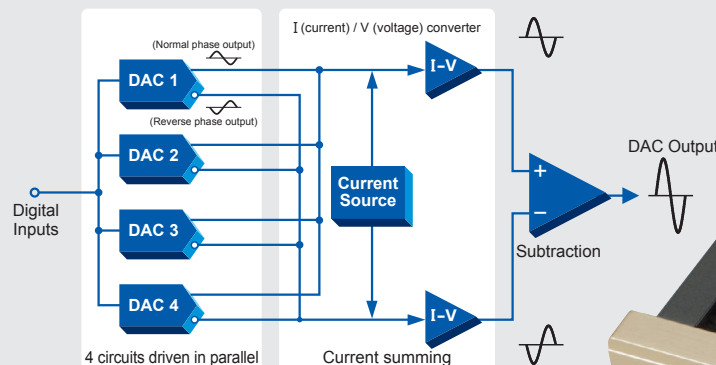 I (current) / V (voltage) converter
(Normal phase output)
DAC 1
(Reverse phase output)
DAC 2
DAC 3
DAC 4
Digital
Inputs
4 circuits driven in parallel
I-V
Current
Source
I-V
Current summing
+
−
Subtraction
DAC Output